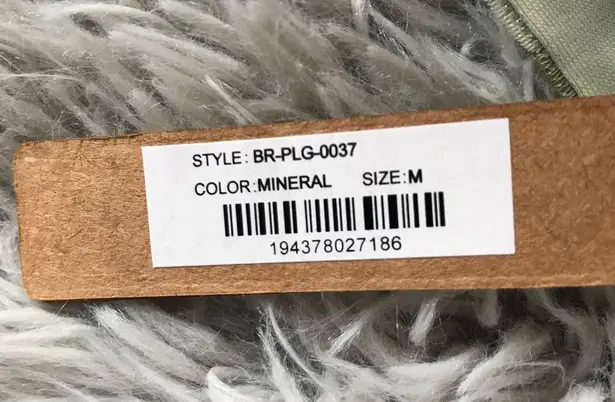 STYLE: BR-PLG-0037
COLOR: MINERAL SIZE: M
194378027186